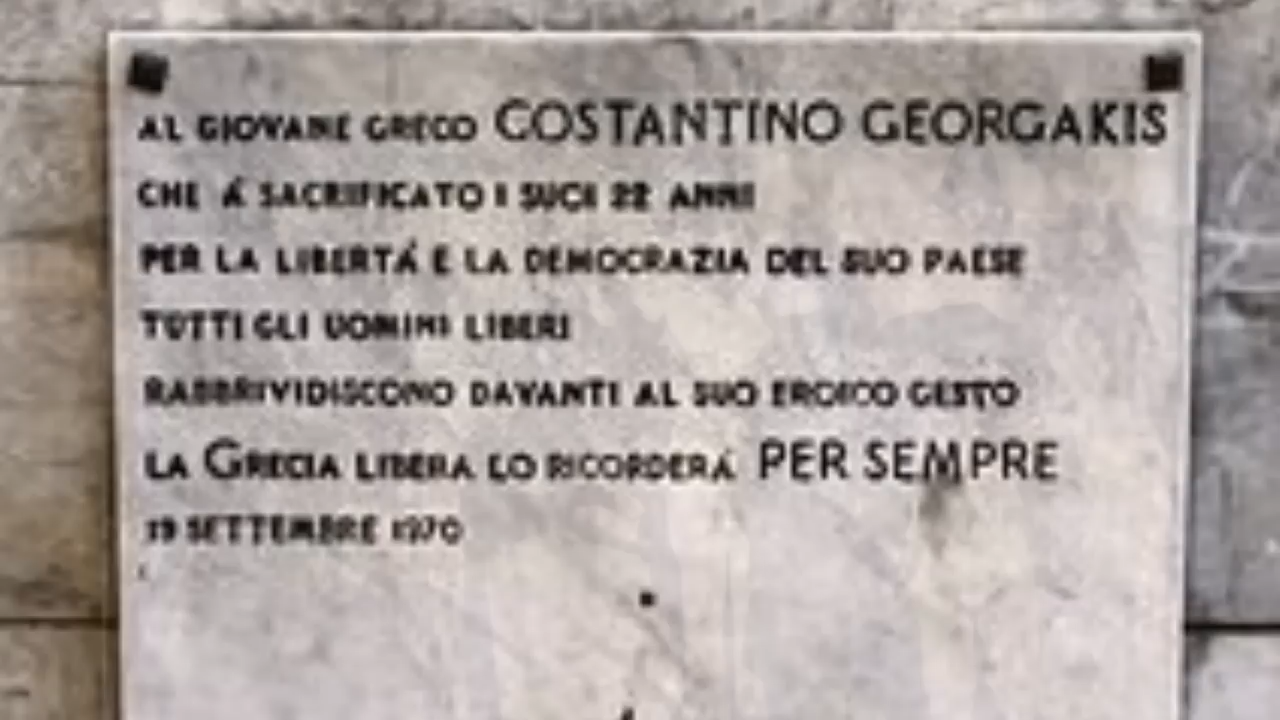 AL GIOVANE GRECO COSTANTINO GEORGAKIS
CHE Á SACRIFICATO I SUOI 22 ANNI
PER LA LIBERTÁ E LA DEMOCRAZIA DEL SUO PAESE
TUTTI GLI UOMINI LIBERI
RABBRIVIDISCONO DAVANTI AL SUO EROICO GESTO
LA GRECIA LIBERA LO RICORDERÁ PER SEMPRE
19 SETTEMBRE 1970